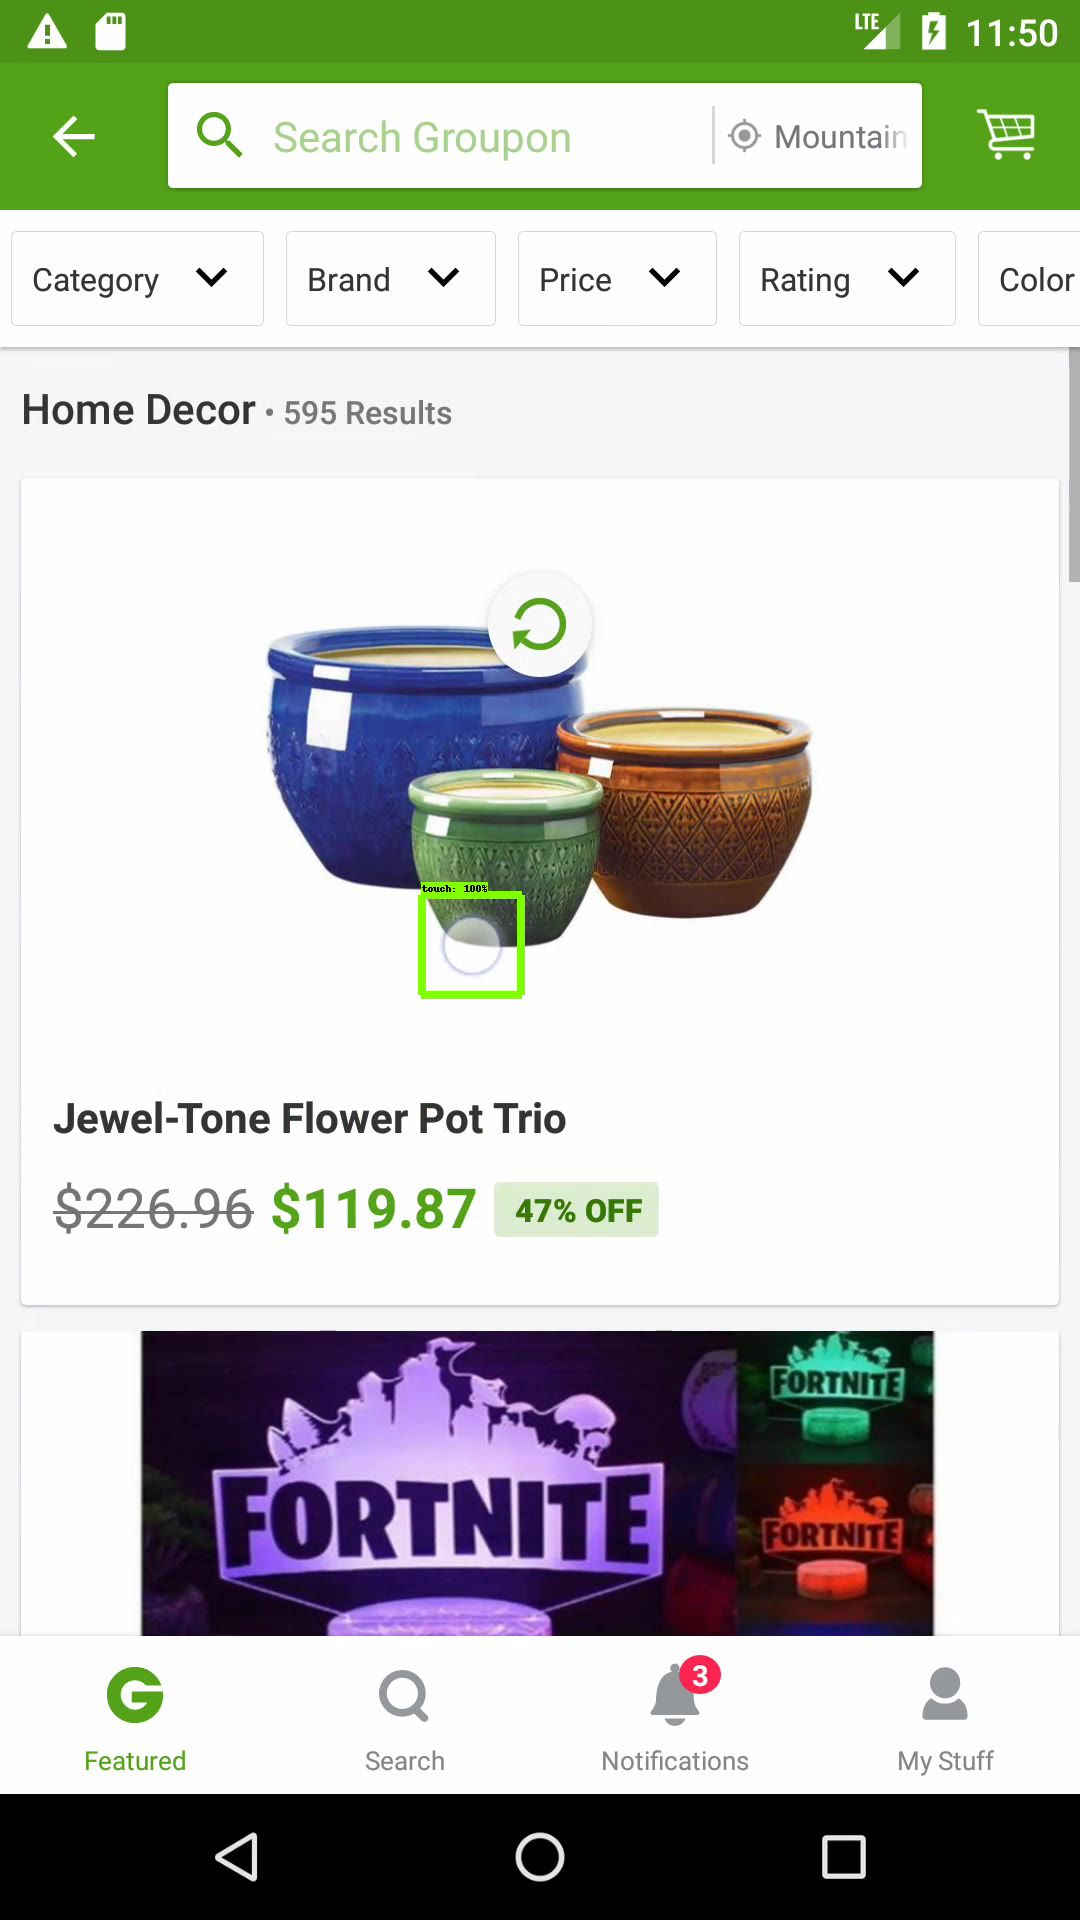 LTE 11:50
Search Groupon Mountain
Category Brand Price Rating Color
Home Decor • 595 Results
touch: 100%
Jewel-Tone Flower Pot Trio
$226.96 $119.87 47% OFF
FORTNITE
FORTNITE
FORTNITE
3
Featured Search Notifications My Stuff